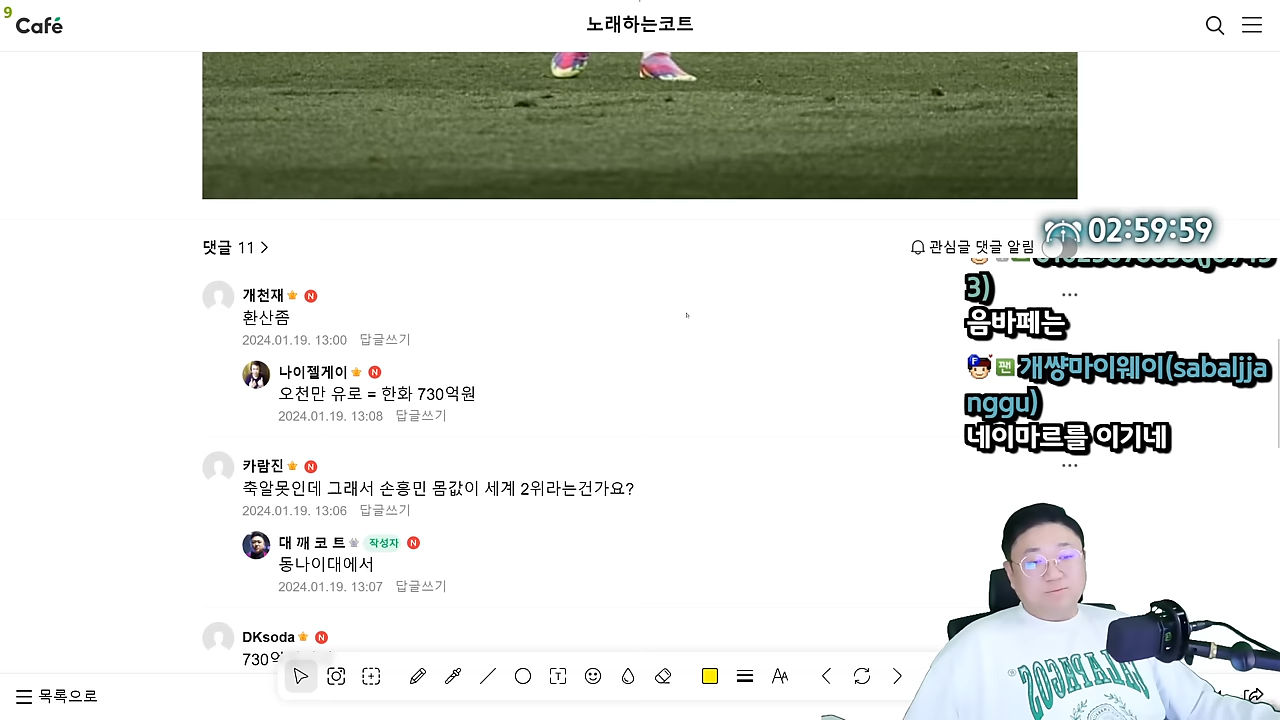 9
Café
노래하는코트
댓글 11
관심글 댓글 알림
02:59:59
3)
음바페는
팬 개썅마이웨이(sabaljja
nggu)
네이마르를 이기네
개천재 N
환산좀
2024.01.19. 13:00 답글쓰기
나이젤게이 N
오천만 유로 = 한화 730억원
2024.01.19. 13:08 답글쓰기
카람진 N
축알못인데 그래서 손흥민 몸값이 세계 2위라는건가요?
2024.01.19. 13:06 답글쓰기
대 깨 코 트 작성자 N
동나이대에서
2024.01.19. 13:07 답글쓰기
DKsoda N
730억
목록으로